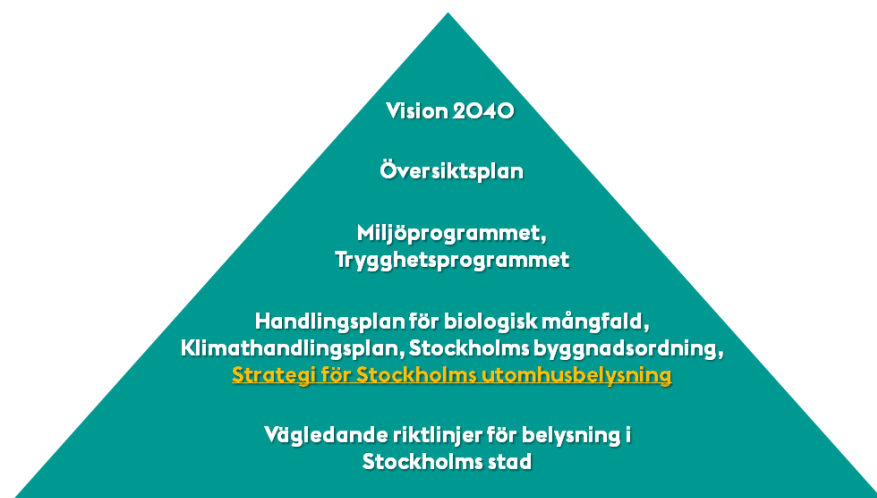 Vision 2040
Översiktsplan
Miljöprogrammet,
Trygghetsprogrammet
Handlingsplan för biologisk mångfald,
Klimathandlingsplan, Stockholms byggnadsordning,
Strategi för Stockholms utomhusbelysning
Vägledande riktlinjer för belysning i
Stockholms stad